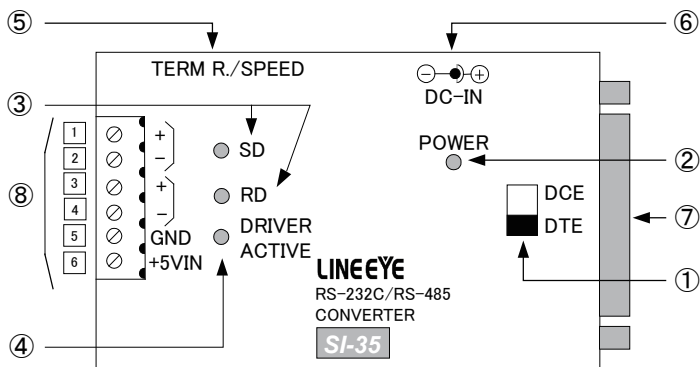 ⑤
⑥
TERM R./SPEED
− +
DC-IN
③
1
2
3
4
5
6
⑧
+
−
+
−
GND
+5VIN
SD
RD
DRIVER
ACTIVE
POWER
②
DCE
DTE
⑦
①
④
LINEEYE
RS-232C/RS-485
CONVERTER
SI-35